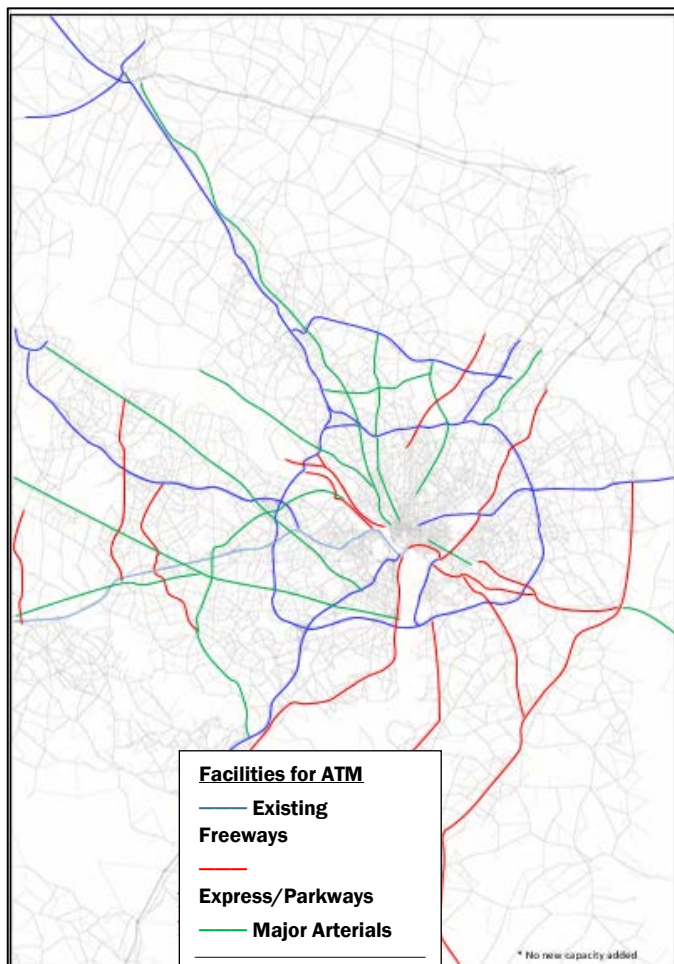 Facilities for ATM
Existing
Freeways
Express/Parkways
Major Arterials
* No new capacity added